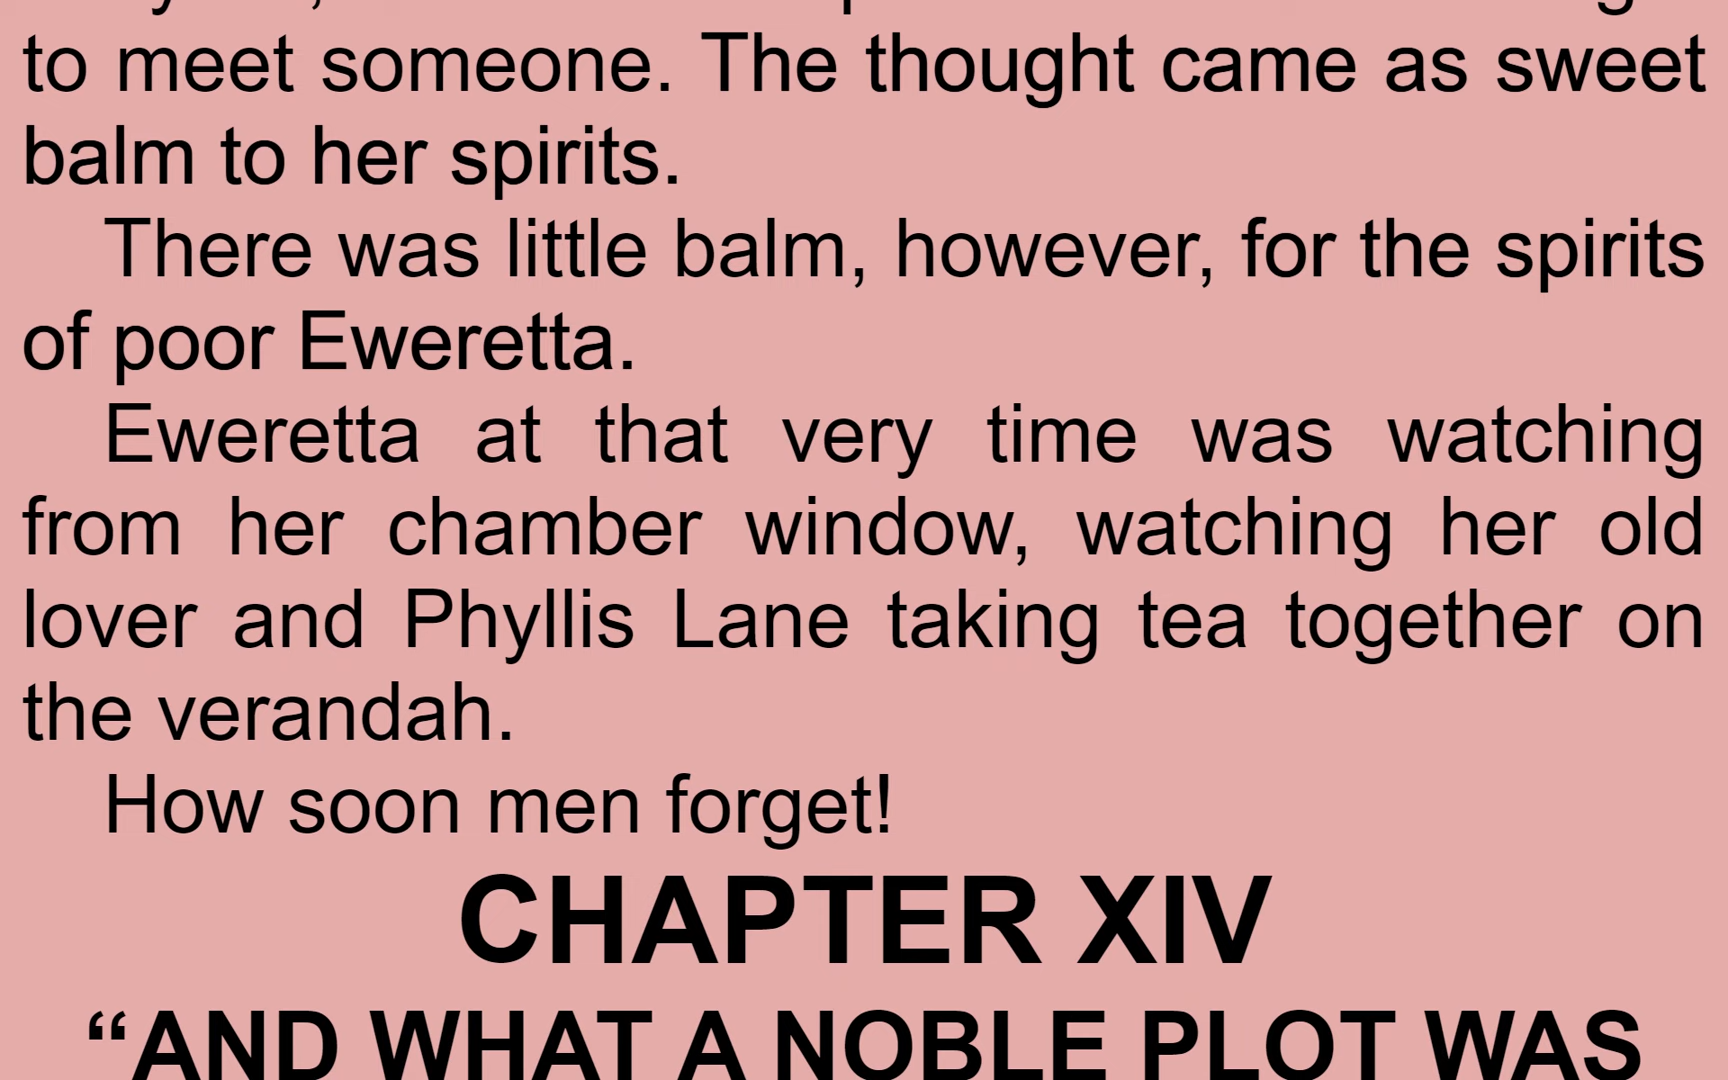 to meet someone. The thought came as sweet
balm to her spirits.
There was little balm, however, for the spirits
of poor Eweretta.
Eweretta at that very time was watching
from her chamber window, watching her old
lover and Phyllis Lane taking tea together on
the verandah.
How soon men forget!
CHAPTER XIV
“AND WHAT A NOBLE PLOT WAS